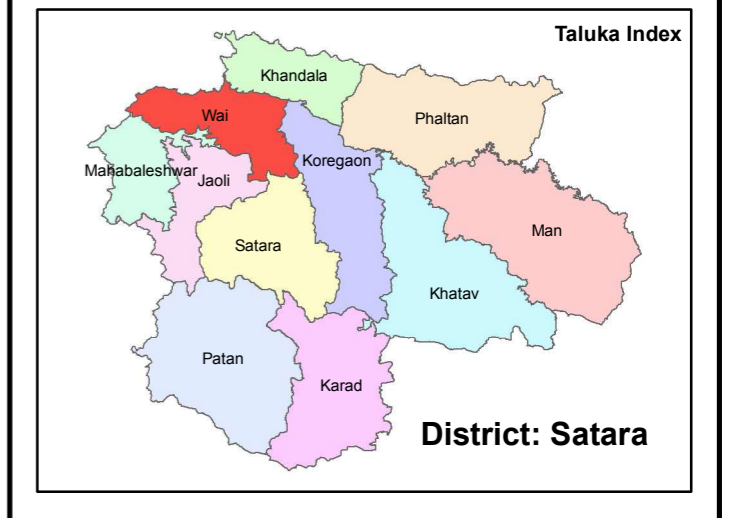 Taluka Index
Khandala
Wai
Phaltan
Koregaon
Mahabaleshwar
Jaoli
Man
Satara
Khatav
Patan
Karad
District: Satara